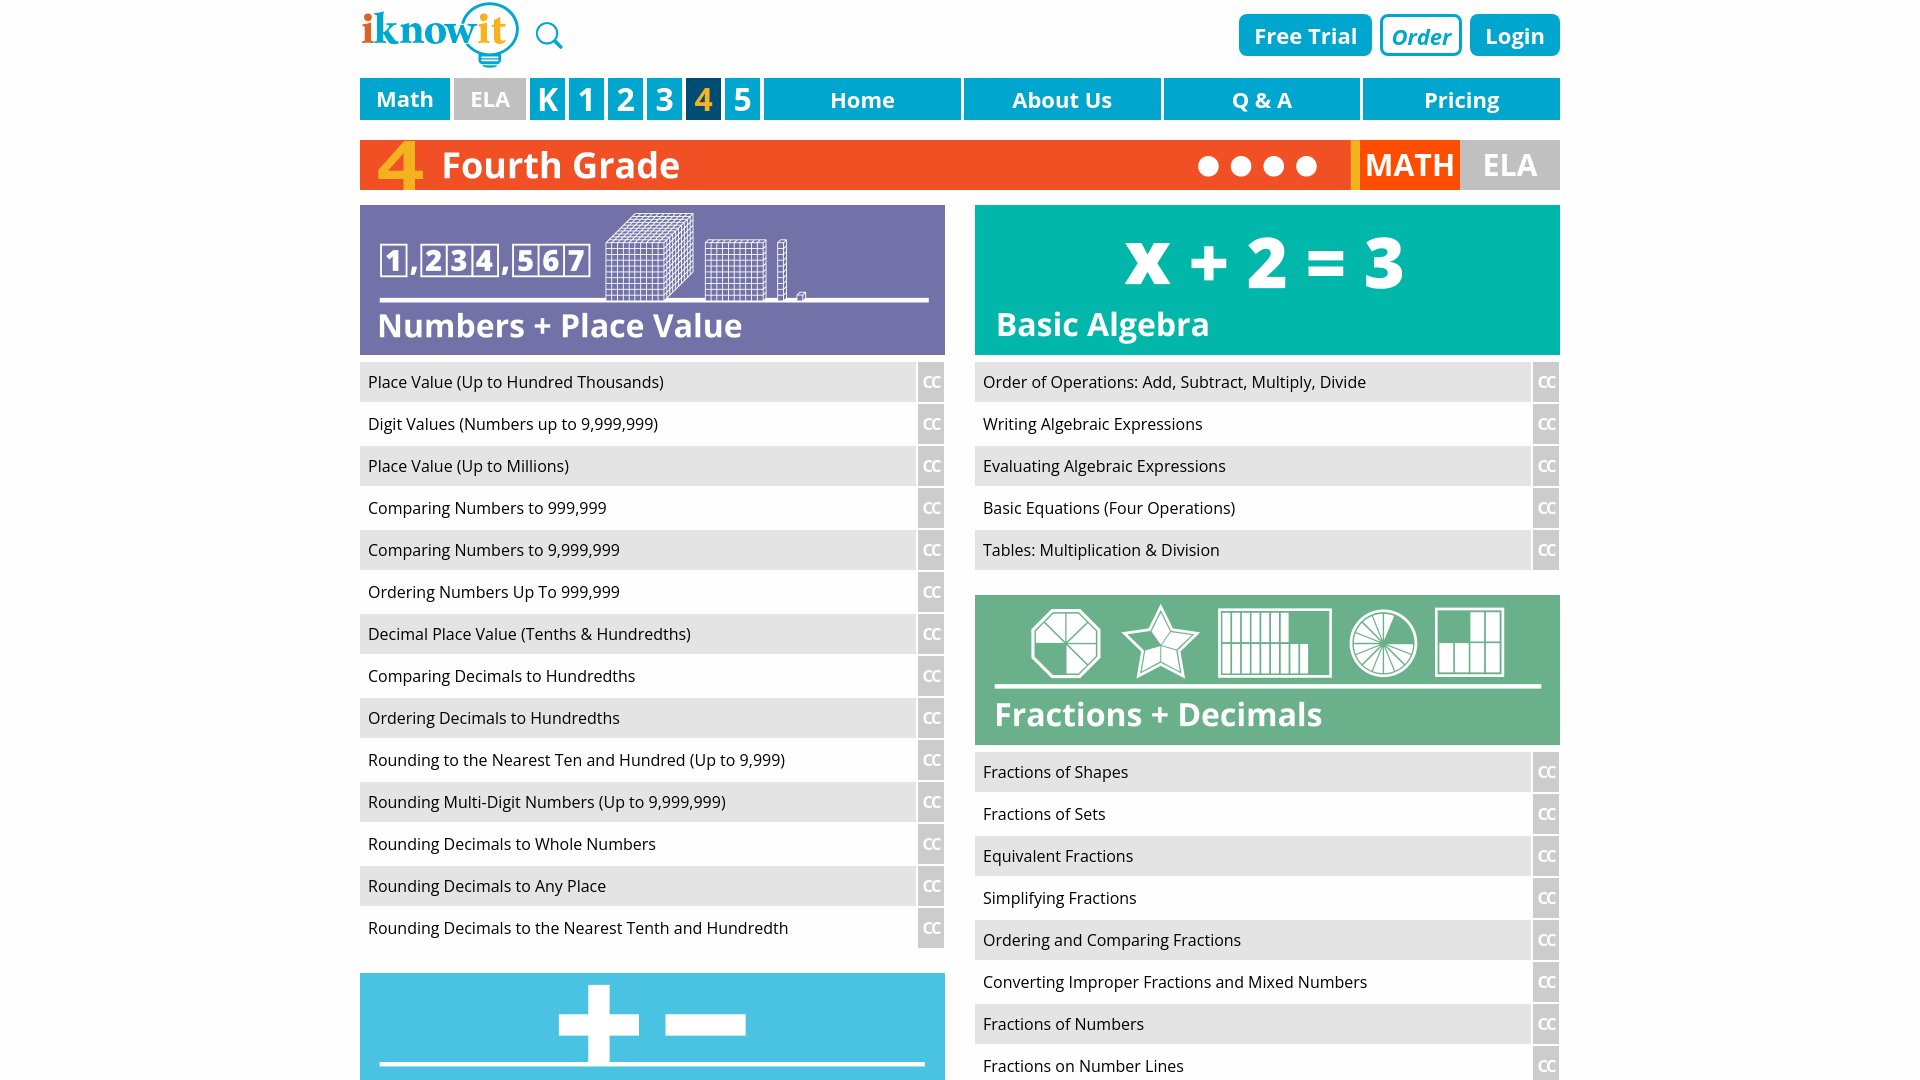 iknowit
Free Trial
Order
Login
Math
ELA
K
1
2
3
4
5
Home
About Us
Q & A
Pricing
4 Fourth Grade
MATH
ELA
1,234,567
Numbers + Place Value
Place Value (Up to Hundred Thousands) CC
Digit Values (Numbers up to 9,999,999) CC
Place Value (Up to Millions) CC
Comparing Numbers to 999,999 CC
Comparing Numbers to 9,999,999 CC
Ordering Numbers Up To 999,999 CC
Decimal Place Value (Tenths & Hundredths) CC
Comparing Decimals to Hundredths CC
Ordering Decimals to Hundredths CC
Rounding to the Nearest Ten and Hundred (Up to 9,999) CC
Rounding Multi-Digit Numbers (Up to 9,999,999) CC
Rounding Decimals to Whole Numbers CC
Rounding Decimals to Any Place CC
Rounding Decimals to the Nearest Tenth and Hundredth CC
+ −
x + 2 = 3
Basic Algebra
Order of Operations: Add, Subtract, Multiply, Divide CC
Writing Algebraic Expressions CC
Evaluating Algebraic Expressions CC
Basic Equations (Four Operations) CC
Tables: Multiplication & Division CC
Fractions + Decimals
Fractions of Shapes CC
Fractions of Sets CC
Equivalent Fractions CC
Simplifying Fractions CC
Ordering and Comparing Fractions CC
Converting Improper Fractions and Mixed Numbers CC
Fractions of Numbers CC
Fractions on Number Lines CC